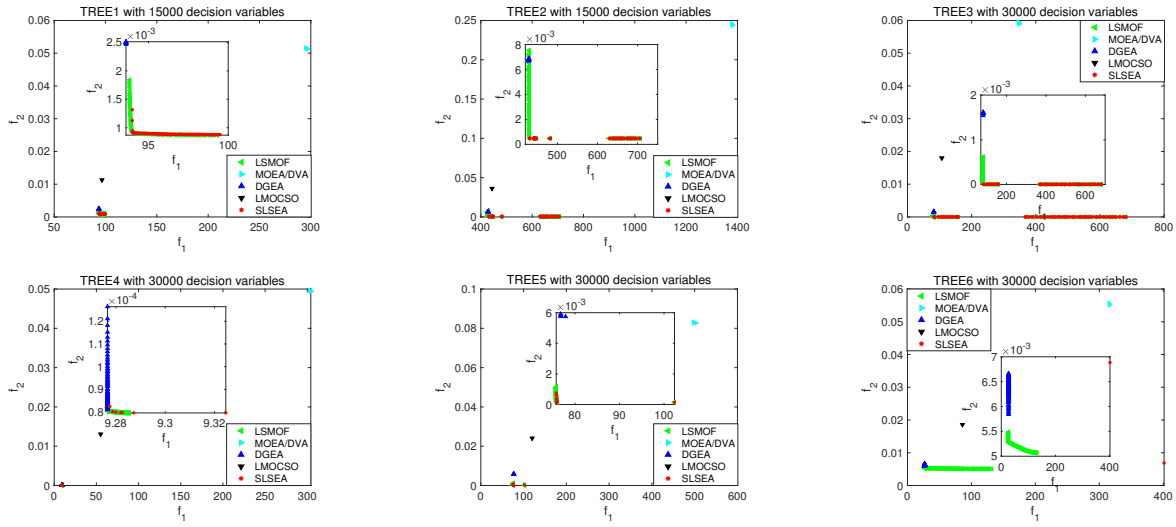 TREE1 with 15000 decision variables
0.06
0.05
0.04
0.03
0.02
0.01
0
f2
0 50 100 150 200 250 300
f1
×10-3
2.5
2
1.5
1
f2
95 100
f1
LSMOF
MOEA/DVA
DGEA
LMOCSO
SLSEA
TREE2 with 15000 decision variables
0.25
0.2
0.15
0.1
0.05
0
f2
400 600 800 1000 1200 1400
f1
×10-3
8
6
4
2
0
f2
500 600 700
f1
LSMOF
MOEA/DVA
DGEA
LMOCSO
SLSEA
TREE3 with 30000 decision variables
0.06
0.05
0.04
0.03
0.02
0.01
0
f2
0 200 400 600 800
f1
LSMOF
MOEA/DVA
DGEA
LMOCSO
SLSEA
×10-3
2
1
0
f2
200 400 600
f1
TREE4 with 30000 decision variables
0.05
0.04
0.03
0.02
0.01
0
f2
0 50 100 150 200 250 300
f1
×10-4
1.2
1.1
1
0.9
0.8
f2
9.28 9.3 9.32
f1
LSMOF
MOEA/DVA
DGEA
LMOCSO
SLSEA
TREE5 with 30000 decision variables
0.1
0.08
0.06
0.04
0.02
0
f2
0 100 200 300 400 500 600
f1
×10-3
6
4
2
0
f2
80 90 100
f1
LSMOF
MOEA/DVA
DGEA
LMOCSO
SLSEA
TREE6 with 30000 decision variables
0.06
0.05
0.04
0.03
0.02
0.01
0
f2
0 100 200 300 400
f1
LSMOF
MOEA/DVA
DGEA
LMOCSO
SLSEA
×10-3
7
6.5
6
5.5
5
f2
0 200 400
f1